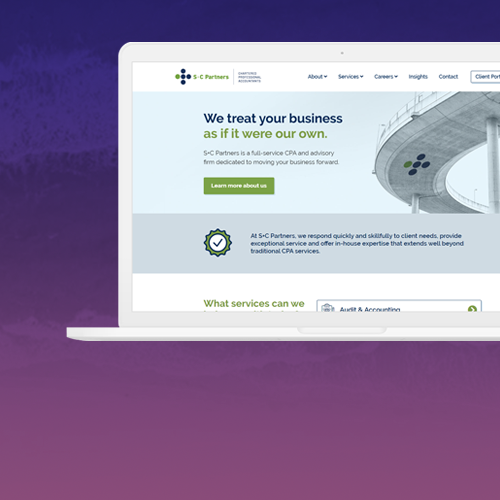 S+C Partners
CHARTERED
PROFESSIONAL
ACCOUNTANTS
About
Services
Careers
Insights
Contact
Client Port
We treat your business
as if it were our own.
S+C Partners is a full-service CPA and advisory
firm dedicated to moving your business forward.
Learn more about us
At S+C Partners, we respond quickly and skillfully to client needs, provide
exceptional service and offer in-house expertise that extends well beyond
traditional CPA services.
What services can we
Audit & Accounting